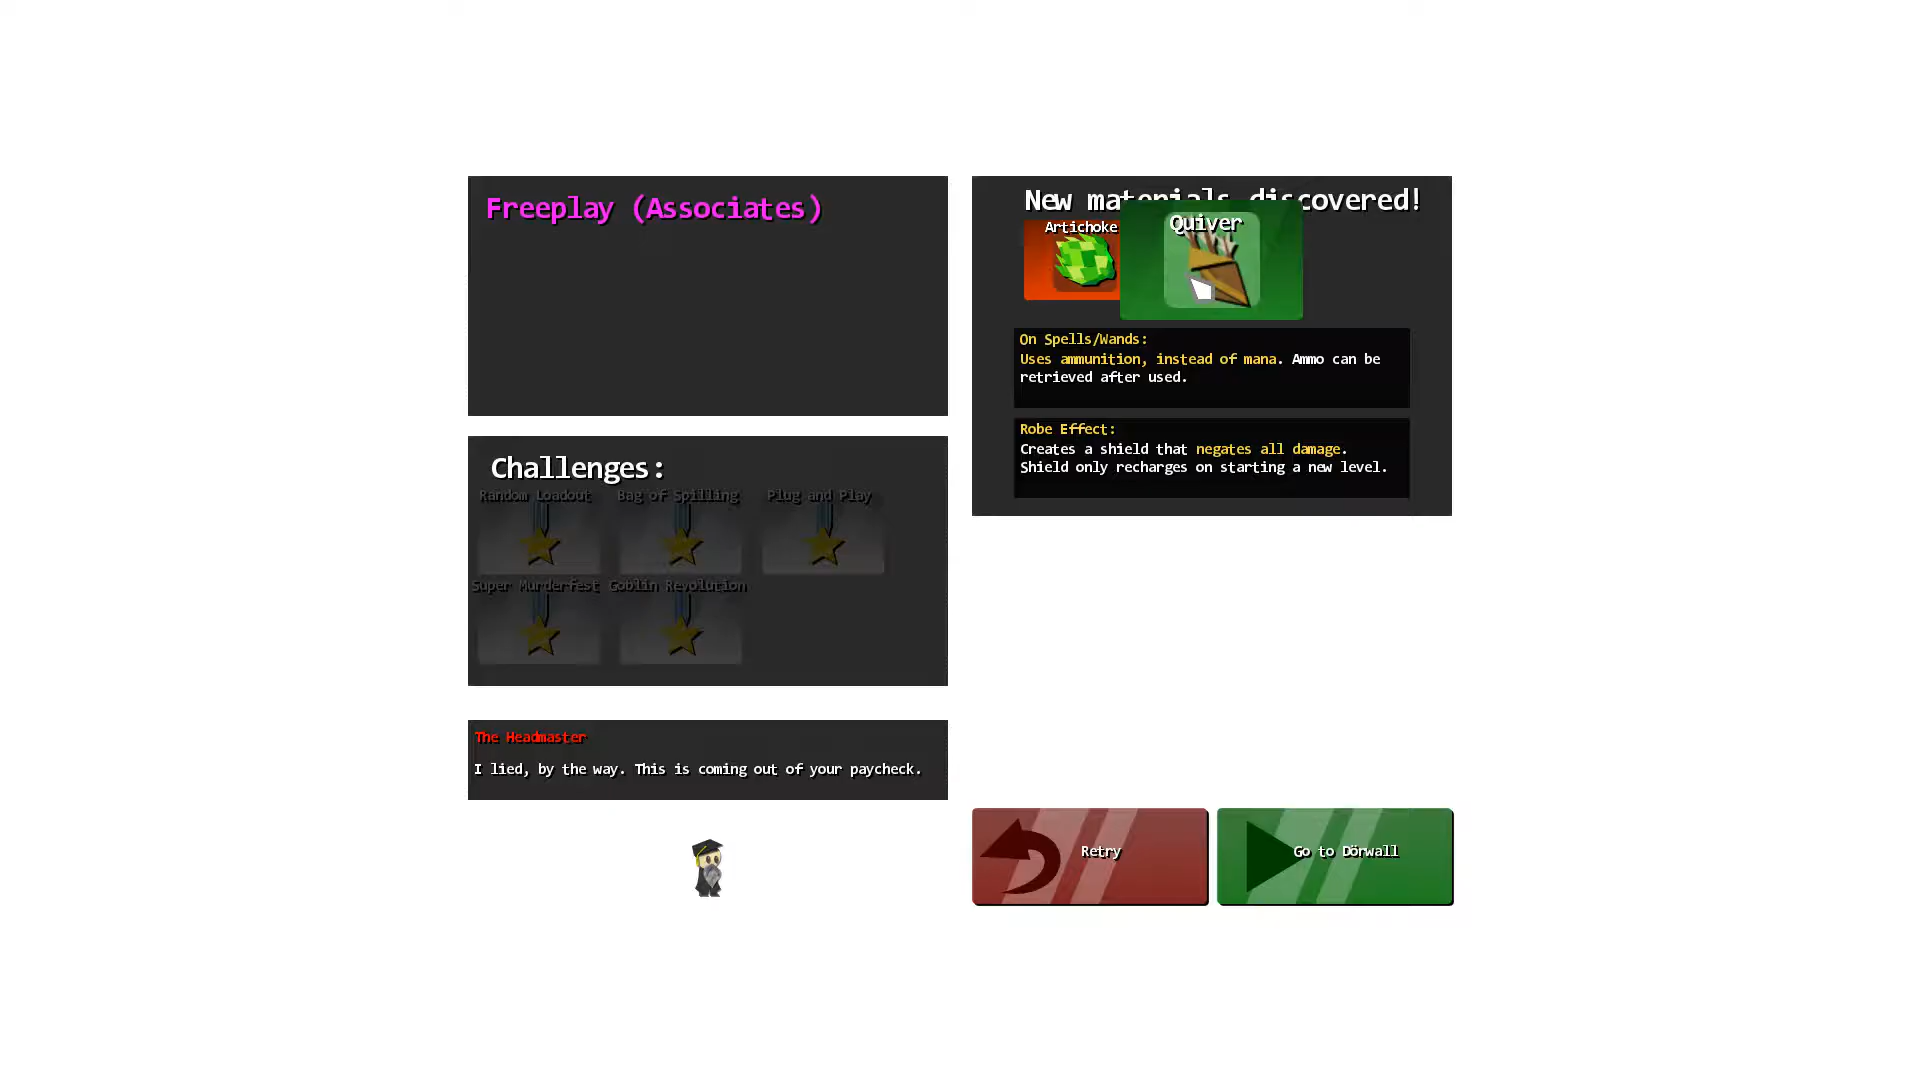 Freeplay (Associates)
Challenges:
Random Loadout
Bag of Spilling
Plug and Play
Super Murderfest
Goblin Revolution
The Headmaster
I lied, by the way. This is coming out of your paycheck.
New materials discovered!
Artichoke
Quiver
On Spells/Wands:
Uses ammunition, instead of mana. Ammo can be
retrieved after used.
Robe Effect:
Creates a shield that negates all damage.
Shield only recharges on starting a new level.
Retry
Go to Dörwall